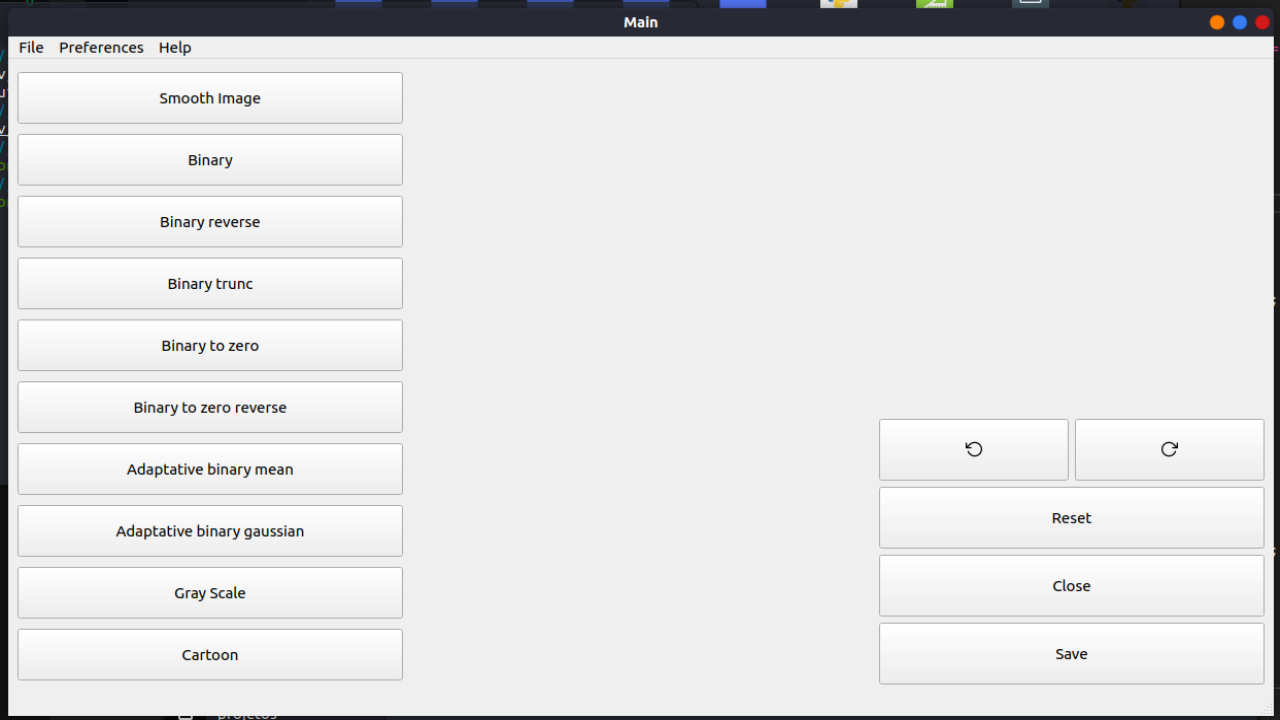 Main
File Preferences Help
Smooth Image
Binary
Binary reverse
Binary trunc
Binary to zero
Binary to zero reverse
Adaptative binary mean
Adaptative binary gaussian
Gray Scale
Cartoon
Reset
Close
Save
projetos